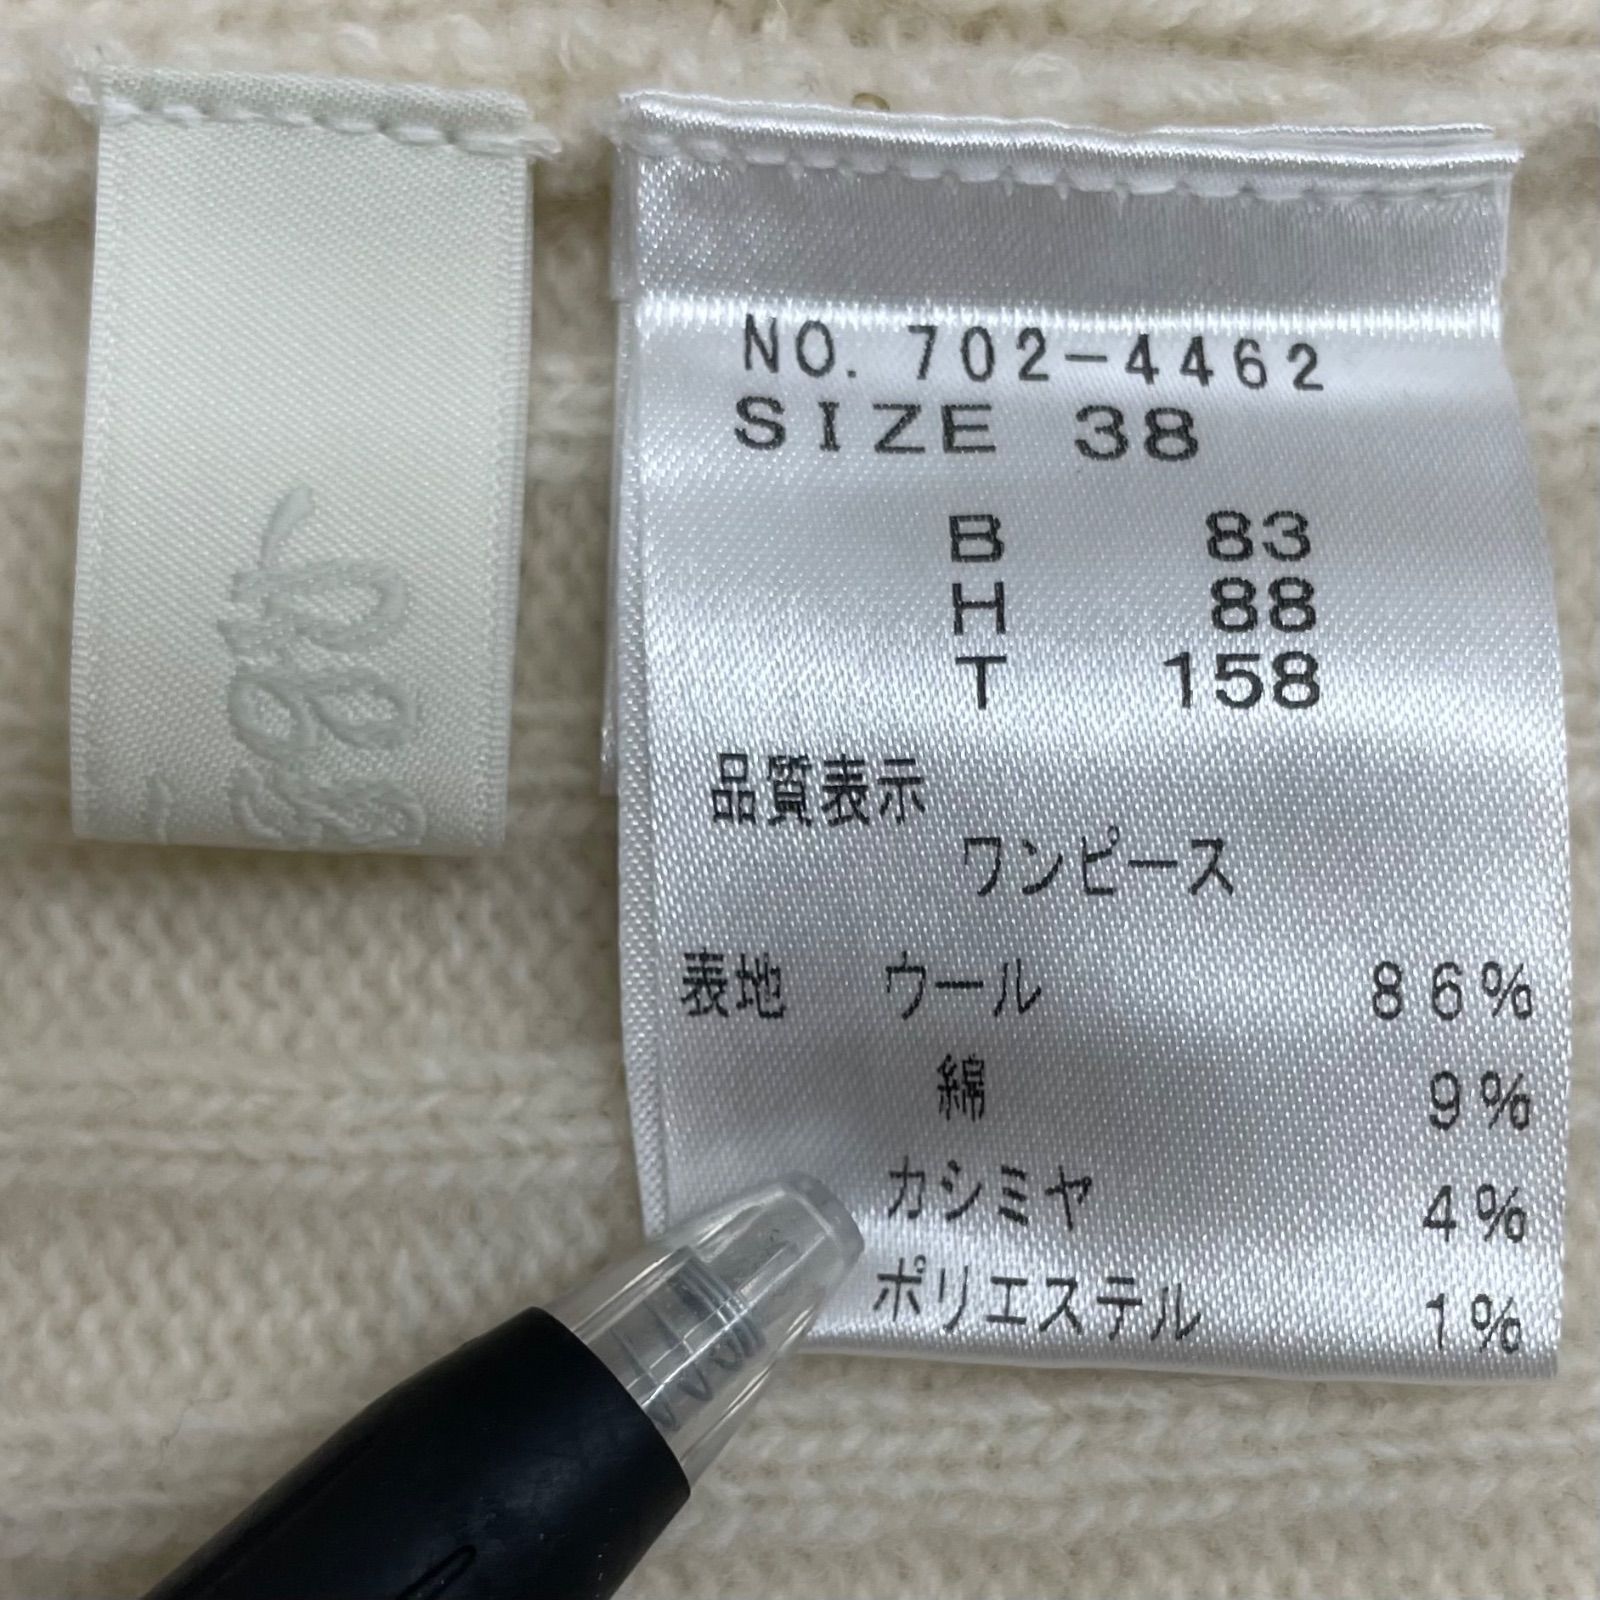 NO. 702-4462
SIZE 38
B 83
H 88
T 158
品質表示
ワンピース
表地 ウール 86%
綿 9%
カシミヤ 4%
ポリエステル 1%